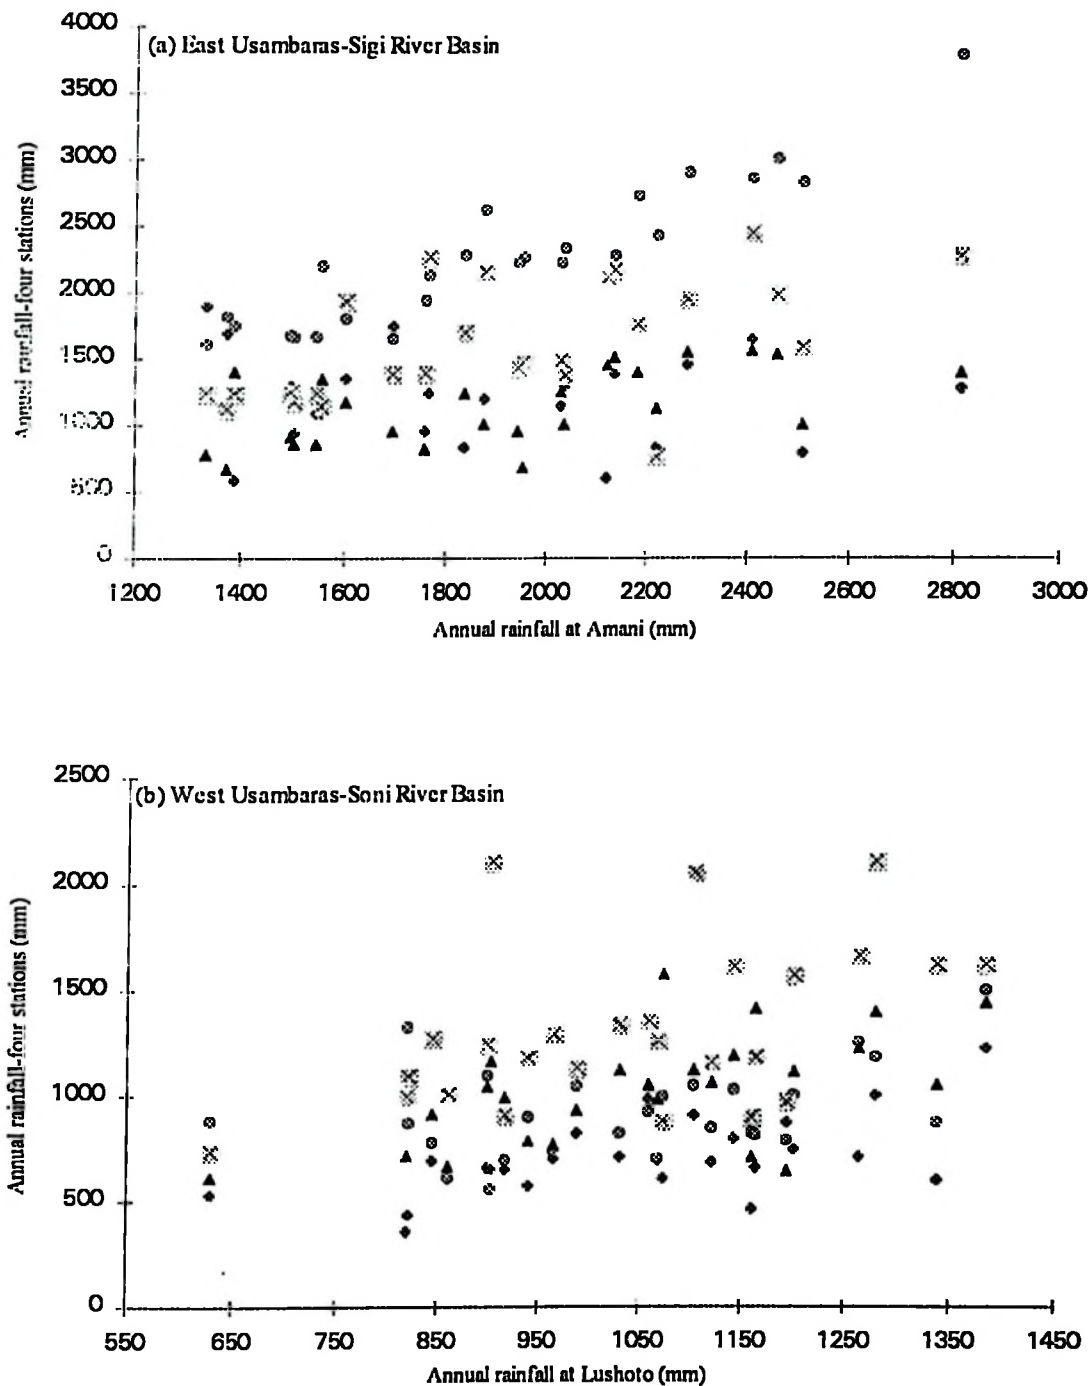 4000
(a) East Usambaras-Sigi River Basin
3500
3000
2500
2000
1500
1000
500
0
Annual rainfall-four stations (mm)
1200 1400 1600 1800 2000 2200 2400 2600 2800 3000
Annual rainfall at Amani (mm)
2500
(b) West Usambaras-Soni River Basin
2000
1500
1000
500
0
Annual rainfall-four stations (mm)
550 650 750 850 950 1050 1150 1250 1350 1450
Annual rainfall at Lushoto (mm)